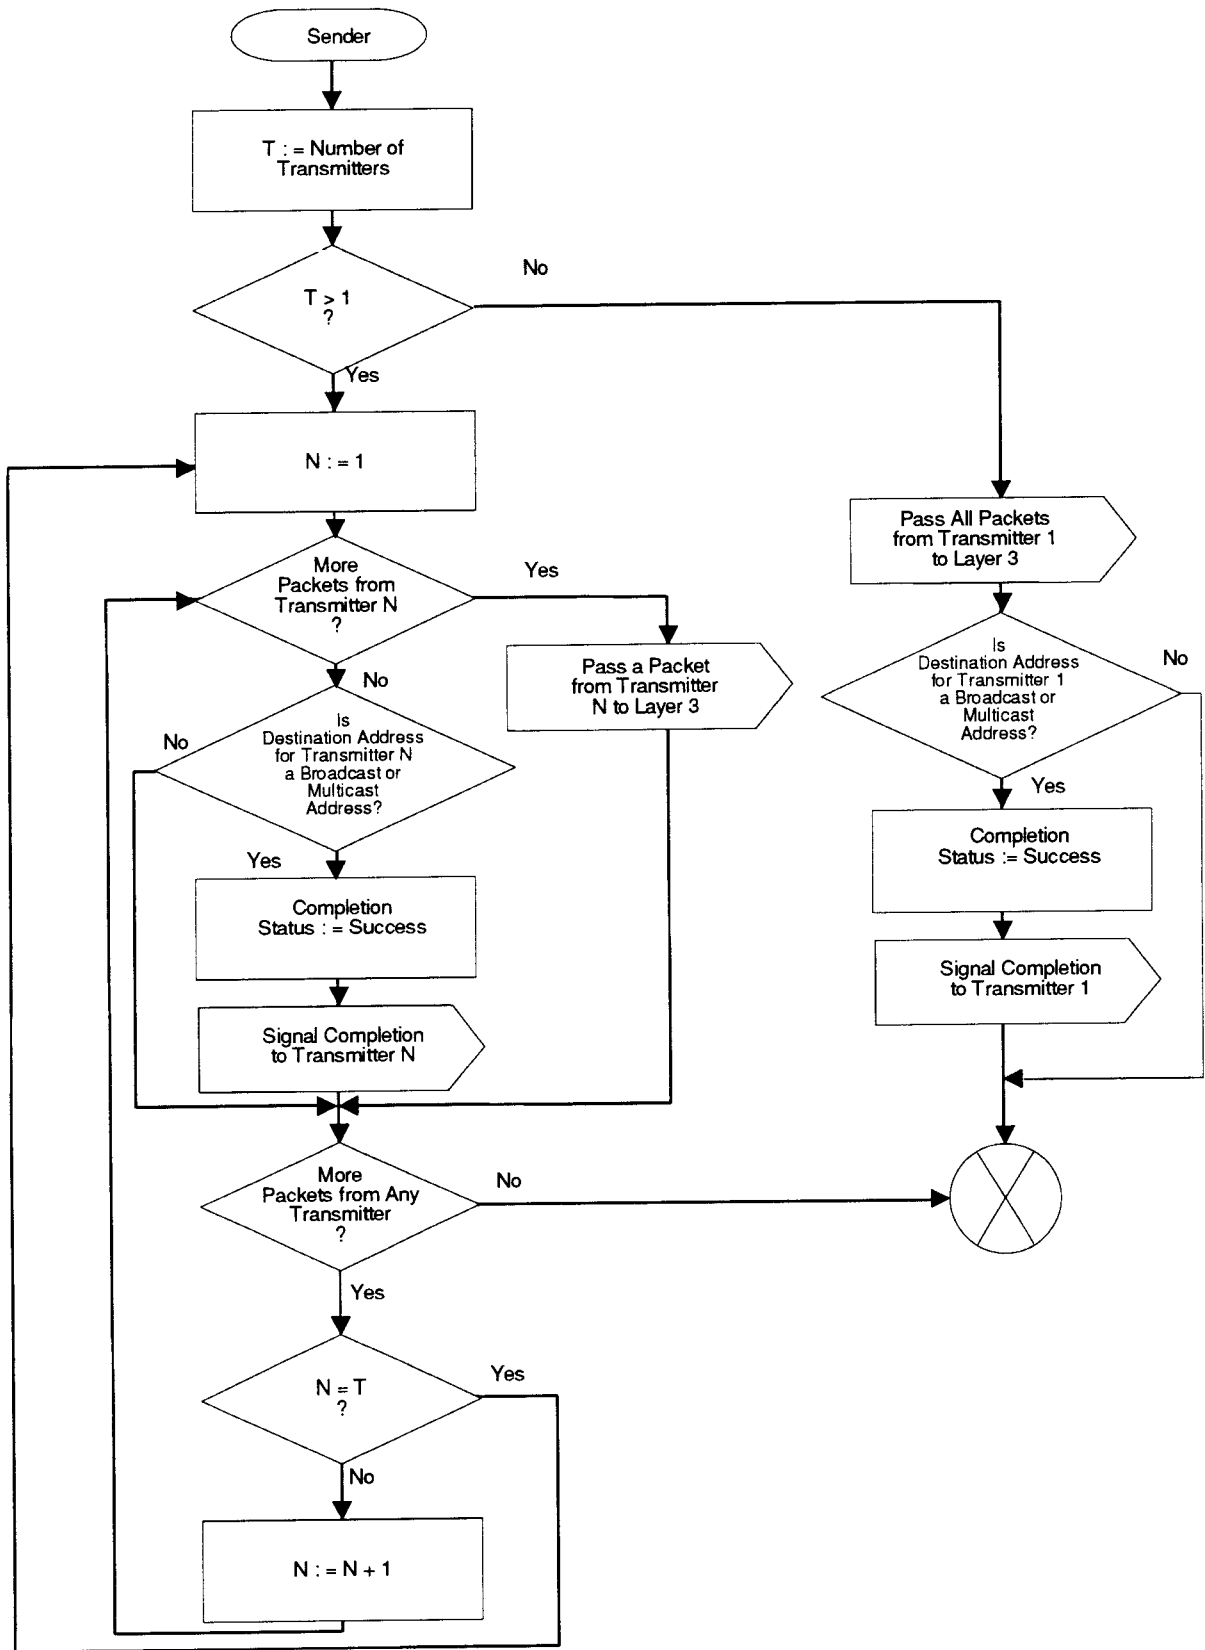 Sender
T : = Number of
Transmitters
T > 1
?
No
Yes
N : = 1
More
Packets from
Transmitter N
?
Yes
No
Pass a Packet
from Transmitter
N to Layer 3
Is
Destination Address
for Transmitter N
a Broadcast or
Multicast
Address?
No
Yes
Completion
Status : = Success
Signal Completion
to Transmitter N
More
Packets from Any
Transmitter
?
No
Yes
N = T
?
Yes
No
N : = N + 1
Pass All Packets
from Transmitter 1
to Layer 3
Is
Destination Address
for Transmitter 1
a Broadcast or
Multicast
Address?
No
Yes
Completion
Status := Success
Signal Completion
to Transmitter 1